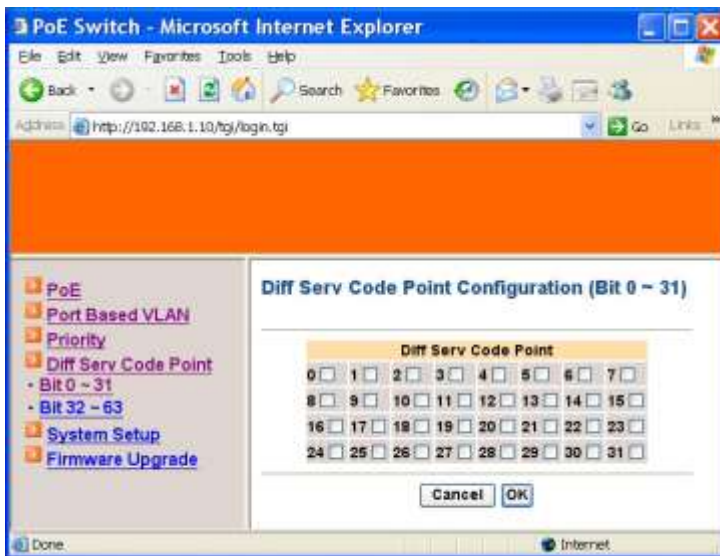 PoE Switch - Microsoft Internet Explorer
File Edit View Favorites Tools Help
Back Search Favorites
Address http://192.168.1.10/tgi/login.tgi Go Links »
PoE
Port Based VLAN
Priority
Diff Serv Code Point
- Bit 0 ~ 31
- Bit 32 ~ 63
System Setup
Firmware Upgrade
Diff Serv Code Point Configuration (Bit 0 ~ 31)
Diff Serv Code Point
0 1 2 3 4 5 6 7
8 9 10 11 12 13 14 15
16 17 18 19 20 21 22 23
24 25 26 27 28 29 30 31
Cancel OK
Done Internet